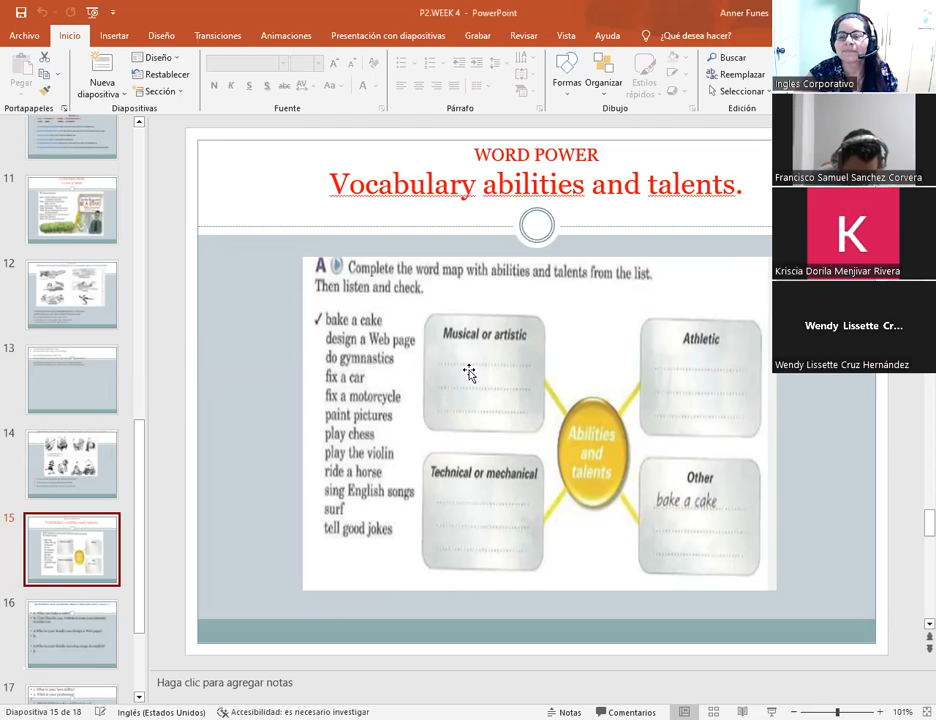 P2.WEEK 4 - PowerPoint
Anner Funes
Archivo Inicio Insertar Diseño Transiciones Animaciones Presentación con diapositivas Grabar Revisar Vista Ayuda ¿Qué desea hacer?
Pegar
Nueva diapositiva
Diseño
Restablecer
Sección
N K S S abc AV Aa A
Formas
Organizar
Estilos rápidos
Buscar
Reemplazar
Seleccionar
Portapapeles Diapositivas Fuente Párrafo Dibujo Edición
Ingles Corporativo
Francisco Samuel Sanchez Corvera
K
Kriscia Dorila Menjivar Rivera
Wendy Lissette Cr...
Wendy Lissette Cruz Hernández
11
12
13
14
15
16
17
WORD POWER
Vocabulary abilities and talents.
A Complete the word map with abilities and talents from the list.
Then listen and check.
✓ bake a cake
design a Web page
do gymnastics
fix a car
fix a motorcycle
paint pictures
play chess
play the violin
ride a horse
sing English songs
surf
tell good jokes
Musical or artistic
Athletic
Abilities
and
talents
Technical or mechanical
Other
bake a cake
Haga clic para agregar notas
Diapositiva 15 de 18 Inglés (Estados Unidos) Accesibilidad: es necesario investigar Notas Comentarios 101%